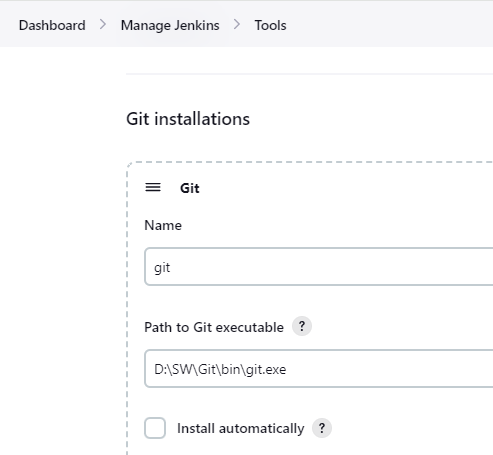 Dashboard > Manage Jenkins > Tools
Git installations
Git
Name
git
Path to Git executable ?
D:\SW\Git\bin\git.exe
Install automatically ?